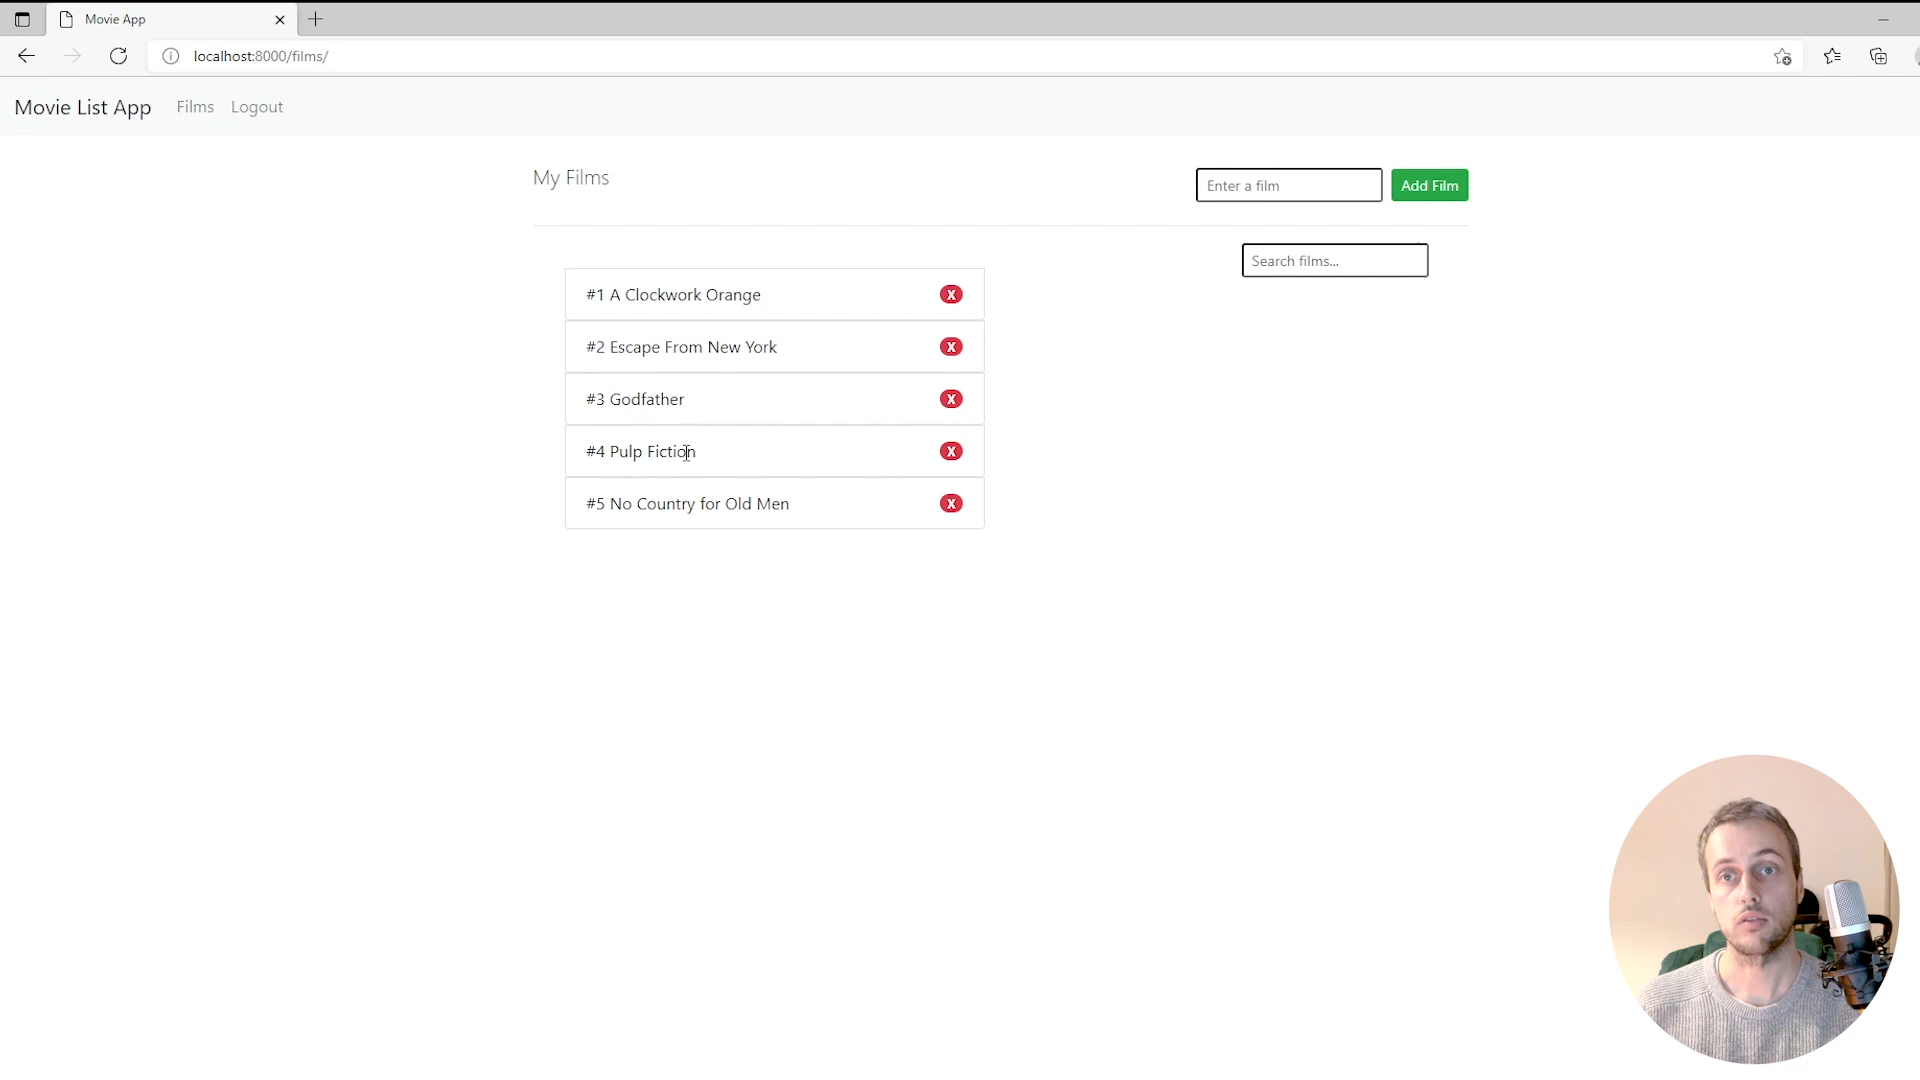 Movie App
localhost:8000/films/
Movie List App Films Logout
My Films
Enter a film
Add Film
Search films...
#1 A Clockwork Orange X
#2 Escape From New York X
#3 Godfather X
#4 Pulp Fiction X
#5 No Country for Old Men X